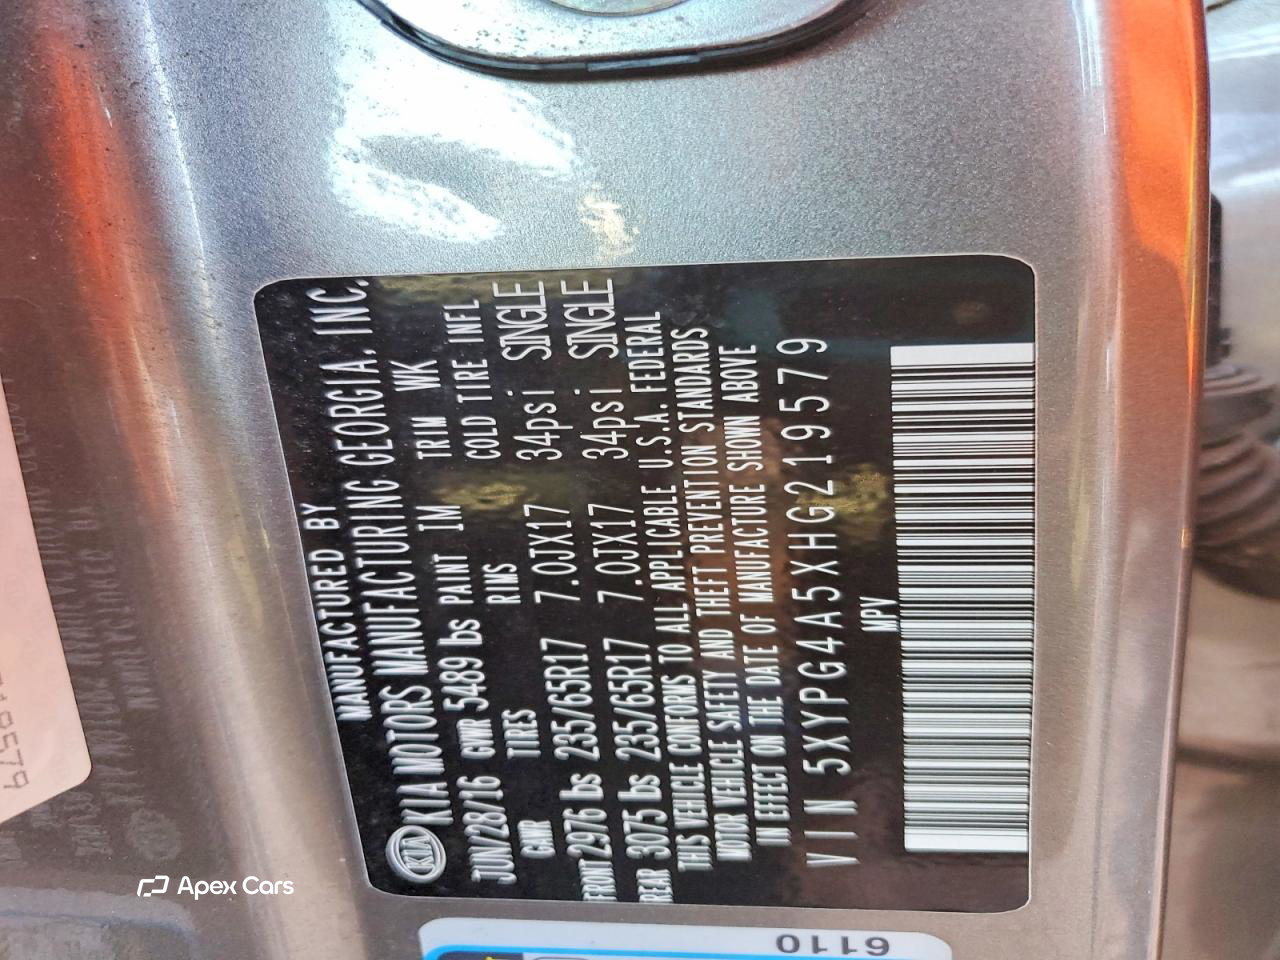 MANUFACTURED BY
KIA KIA MOTORS MANUFACTURING GEORGIA, INC.
JUN/28/16 GVWR 5489 lbs PAINT IM TRIM WK
GAWR TIRES RIMS COLD TIRE INFL
FRONT 2976 lbs 235/65R17 7.0JX17 34psi SINGLE
REAR 3075 lbs 235/65R17 7.0JX17 34psi SINGLE
THIS VEHICLE CONFORMS TO ALL APPLICABLE U.S.A. FEDERAL
MOTOR VEHICLE SAFETY AND THEFT PREVENTION STANDARDS
IN EFFECT ON THE DATE OF MANUFACTURE SHOWN ABOVE
VIN 5XYPG4A5XHG219579
MPV
6110
Apex Cars